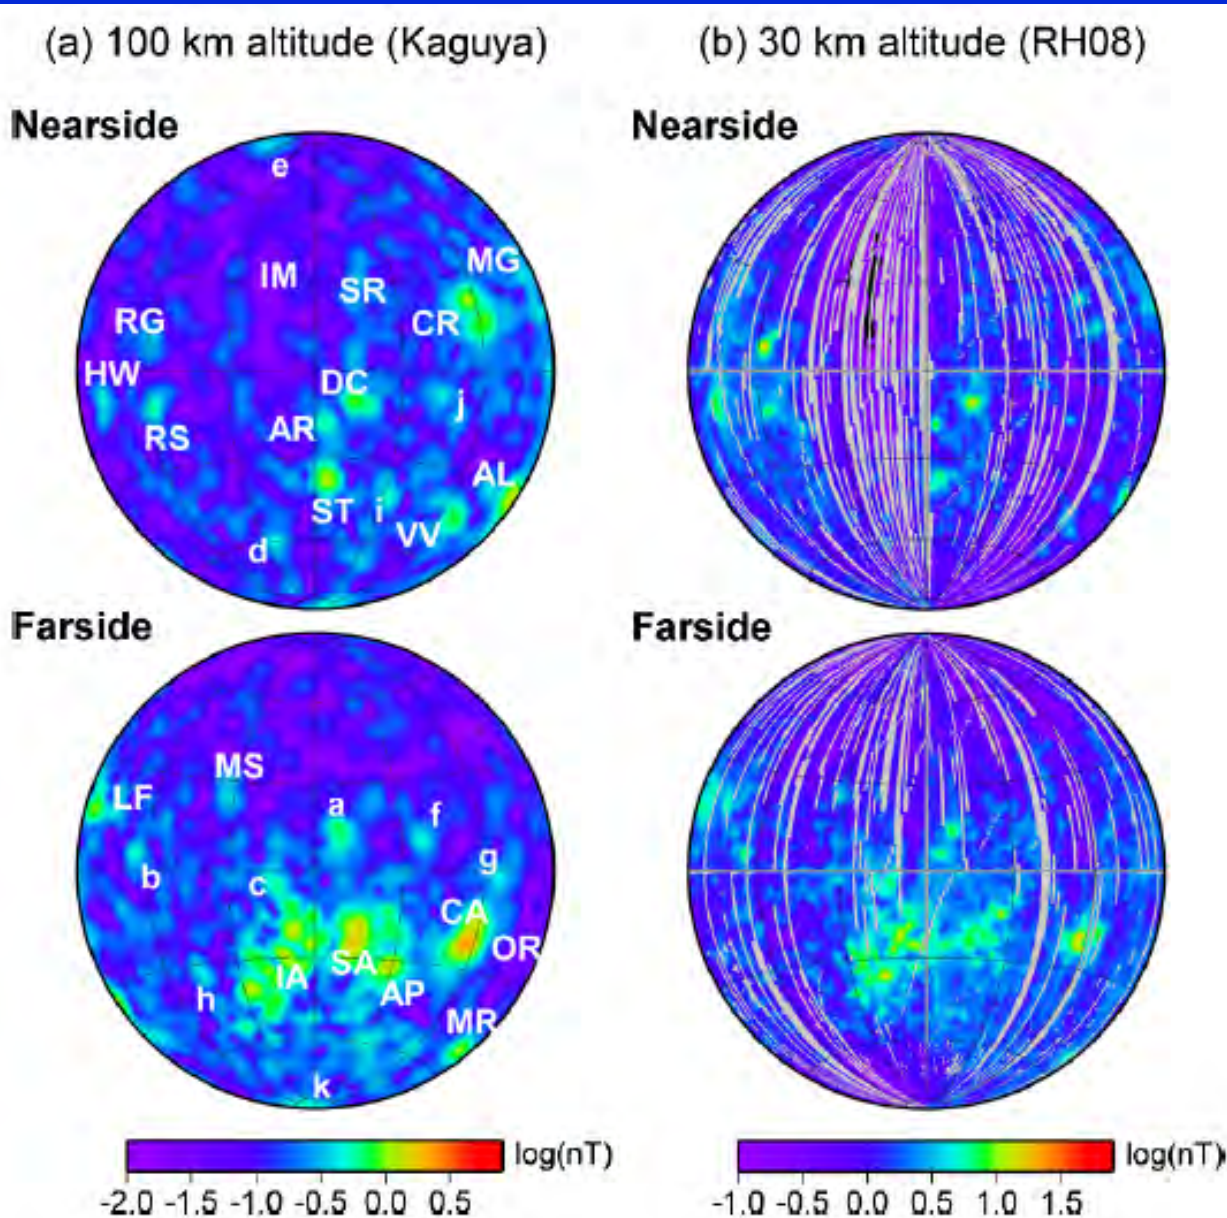 (a) 100 km altitude (Kaguya)
(b) 30 km altitude (RH08)
Nearside
Nearside
e
IM
SR
MG
RG
CR
HW
DC
j
RS
AR
AL
ST
i
VV
d
Farside
Farside
MS
LF
a
f
b
c
g
CA
OR
SA
IA
AP
h
MR
k
log(nT)
-2.0 -1.5 -1.0 -0.5 0.0 0.5
log(nT)
-1.0 -0.5 0.0 0.5 1.0 1.5